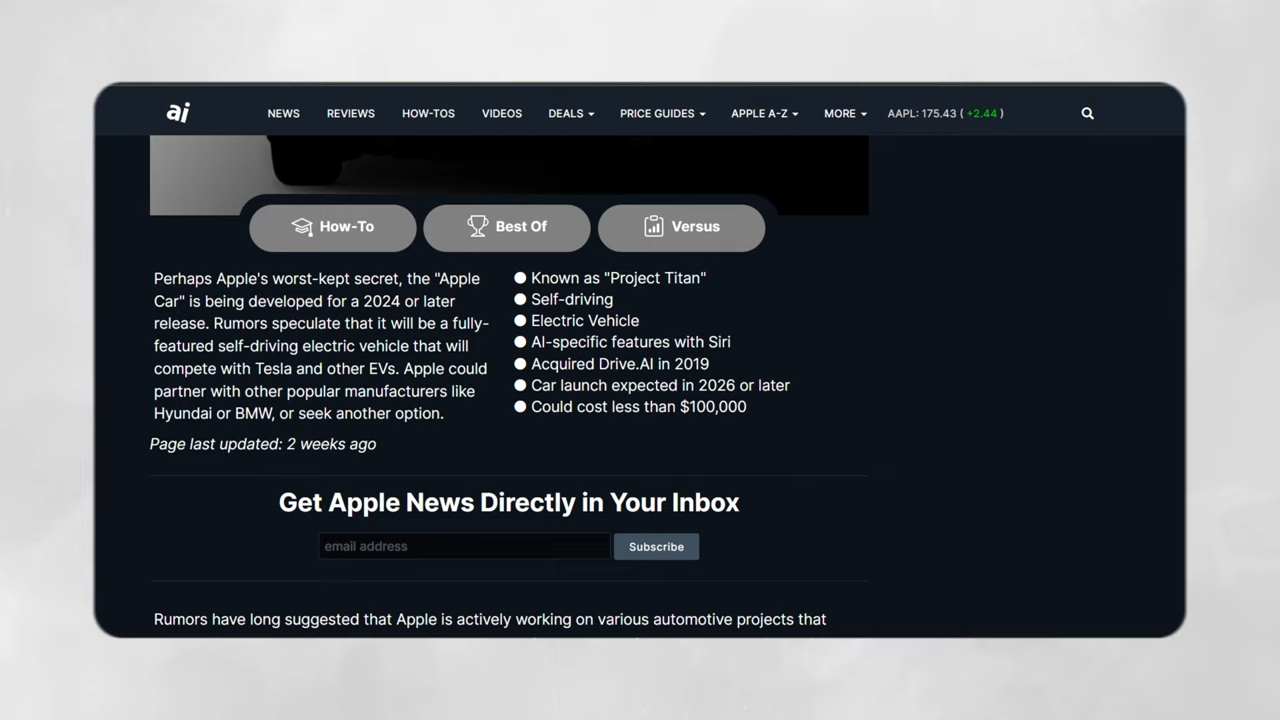 ai NEWS REVIEWS HOW-TOS VIDEOS DEALS PRICE GUIDES APPLE A-Z MORE AAPL: 175.43 ( +2.44 )
How-To Best Of Versus
Perhaps Apple's worst-kept secret, the "Apple
Car" is being developed for a 2024 or later
release. Rumors speculate that it will be a fully-
featured self-driving electric vehicle that will
compete with Tesla and other EVs. Apple could
partner with other popular manufacturers like
Hyundai or BMW, or seek another option.
● Known as "Project Titan"
● Self-driving
● Electric Vehicle
● AI-specific features with Siri
● Acquired Drive.AI in 2019
● Car launch expected in 2026 or later
● Could cost less than $100,000
Page last updated: 2 weeks ago
Get Apple News Directly in Your Inbox
email address Subscribe
Rumors have long suggested that Apple is actively working on various automotive projects that